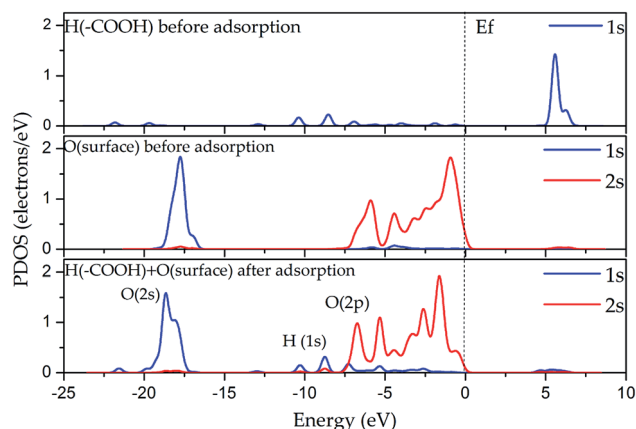 H(-COOH) before adsorption
Ef
1s
2
1
0
O(surface) before adsorption
1s
2s
2
1
0
H(-COOH)+O(surface) after adsorption
1s
2s
O(2s)
O(2p)
H (1s)
2
1
0
PDOS (electrons/eV)
-25 -20 -15 -10 -5 0 5 10
Energy (eV)